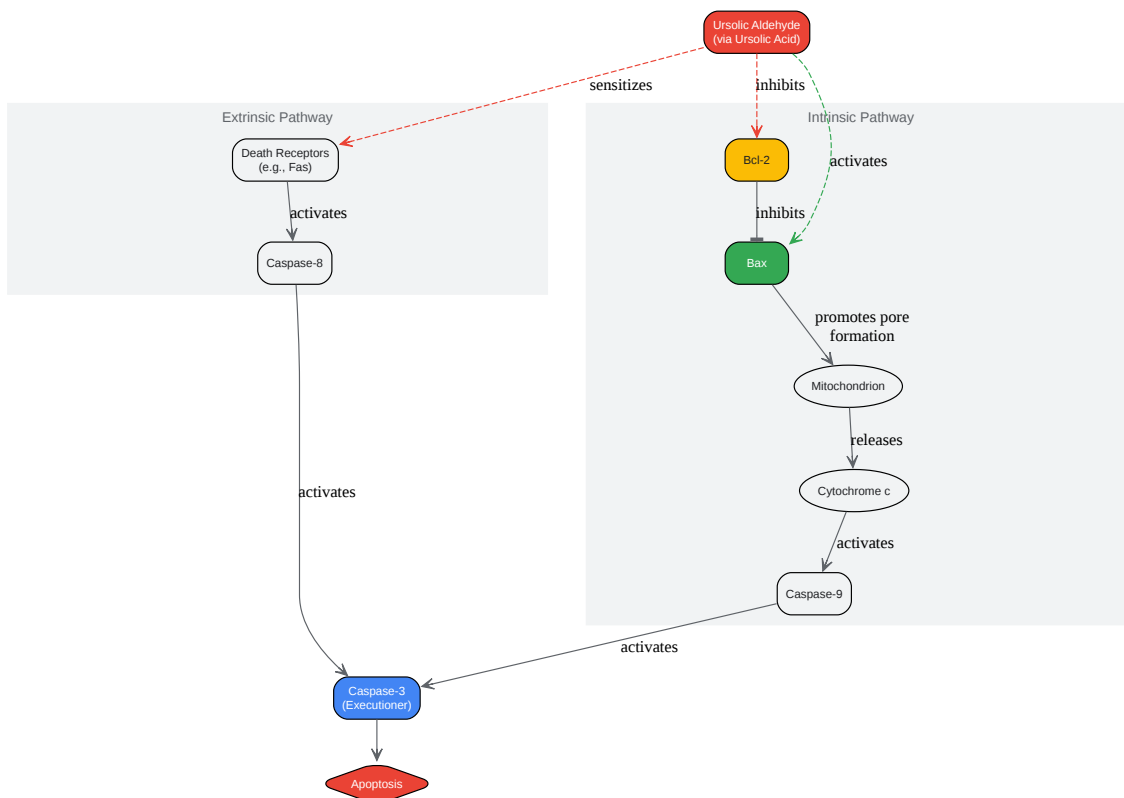 Ursolic Aldehyde
(via Ursolic Acid)
sensitizes
inhibits
Extrinsic Pathway
Intrinsic Pathway
Death Receptors
(e.g., Fas)
Bcl-2
activates
activates
inhibits
Caspase-8
Bax
promotes pore
formation
Mitochondrion
releases
activates
Cytochrome c
activates
Caspase-9
activates
Caspase-3
(Executioner)
Apoptosis